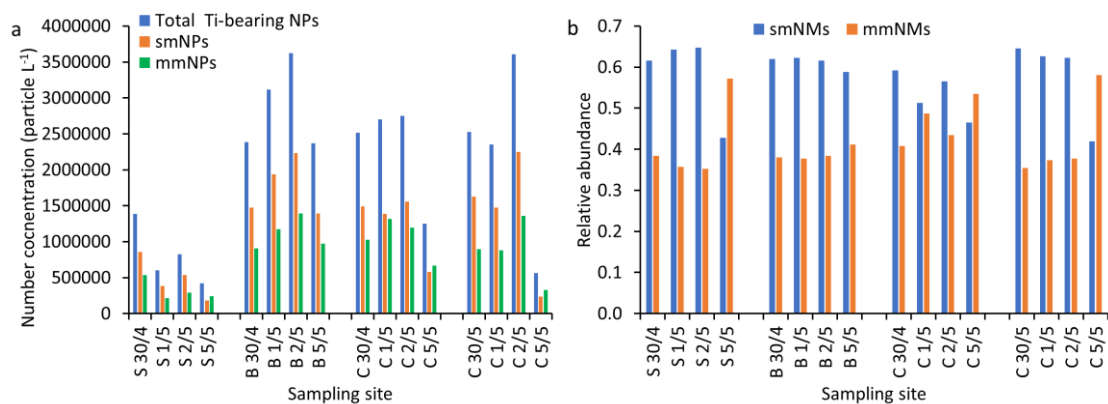 a
Total Ti-bearing NPs
smNPs
mmNPs
Number cocnentration (particle L⁻¹)
4000000
3500000
3000000
2500000
2000000
1500000
1000000
500000
0
S 30/4
S 1/5
S 2/5
S 5/5
B 30/4
B 1/5
B 2/5
B 5/5
C 30/4
C 1/5
C 2/5
C 5/5
C 30/5
C 1/5
C 2/5
C 5/5
Sampling site
b
smNMs
mmNMs
Relative abundance
0.7
0.6
0.5
0.4
0.3
0.2
0.1
0.0
S 30/4
S 1/5
S 2/5
S 5/5
B 30/4
B 1/5
B 2/5
B 5/5
C 30/4
C 1/5
C 2/5
C 5/5
C 30/5
C 1/5
C 2/5
C 5/5
Sampling site